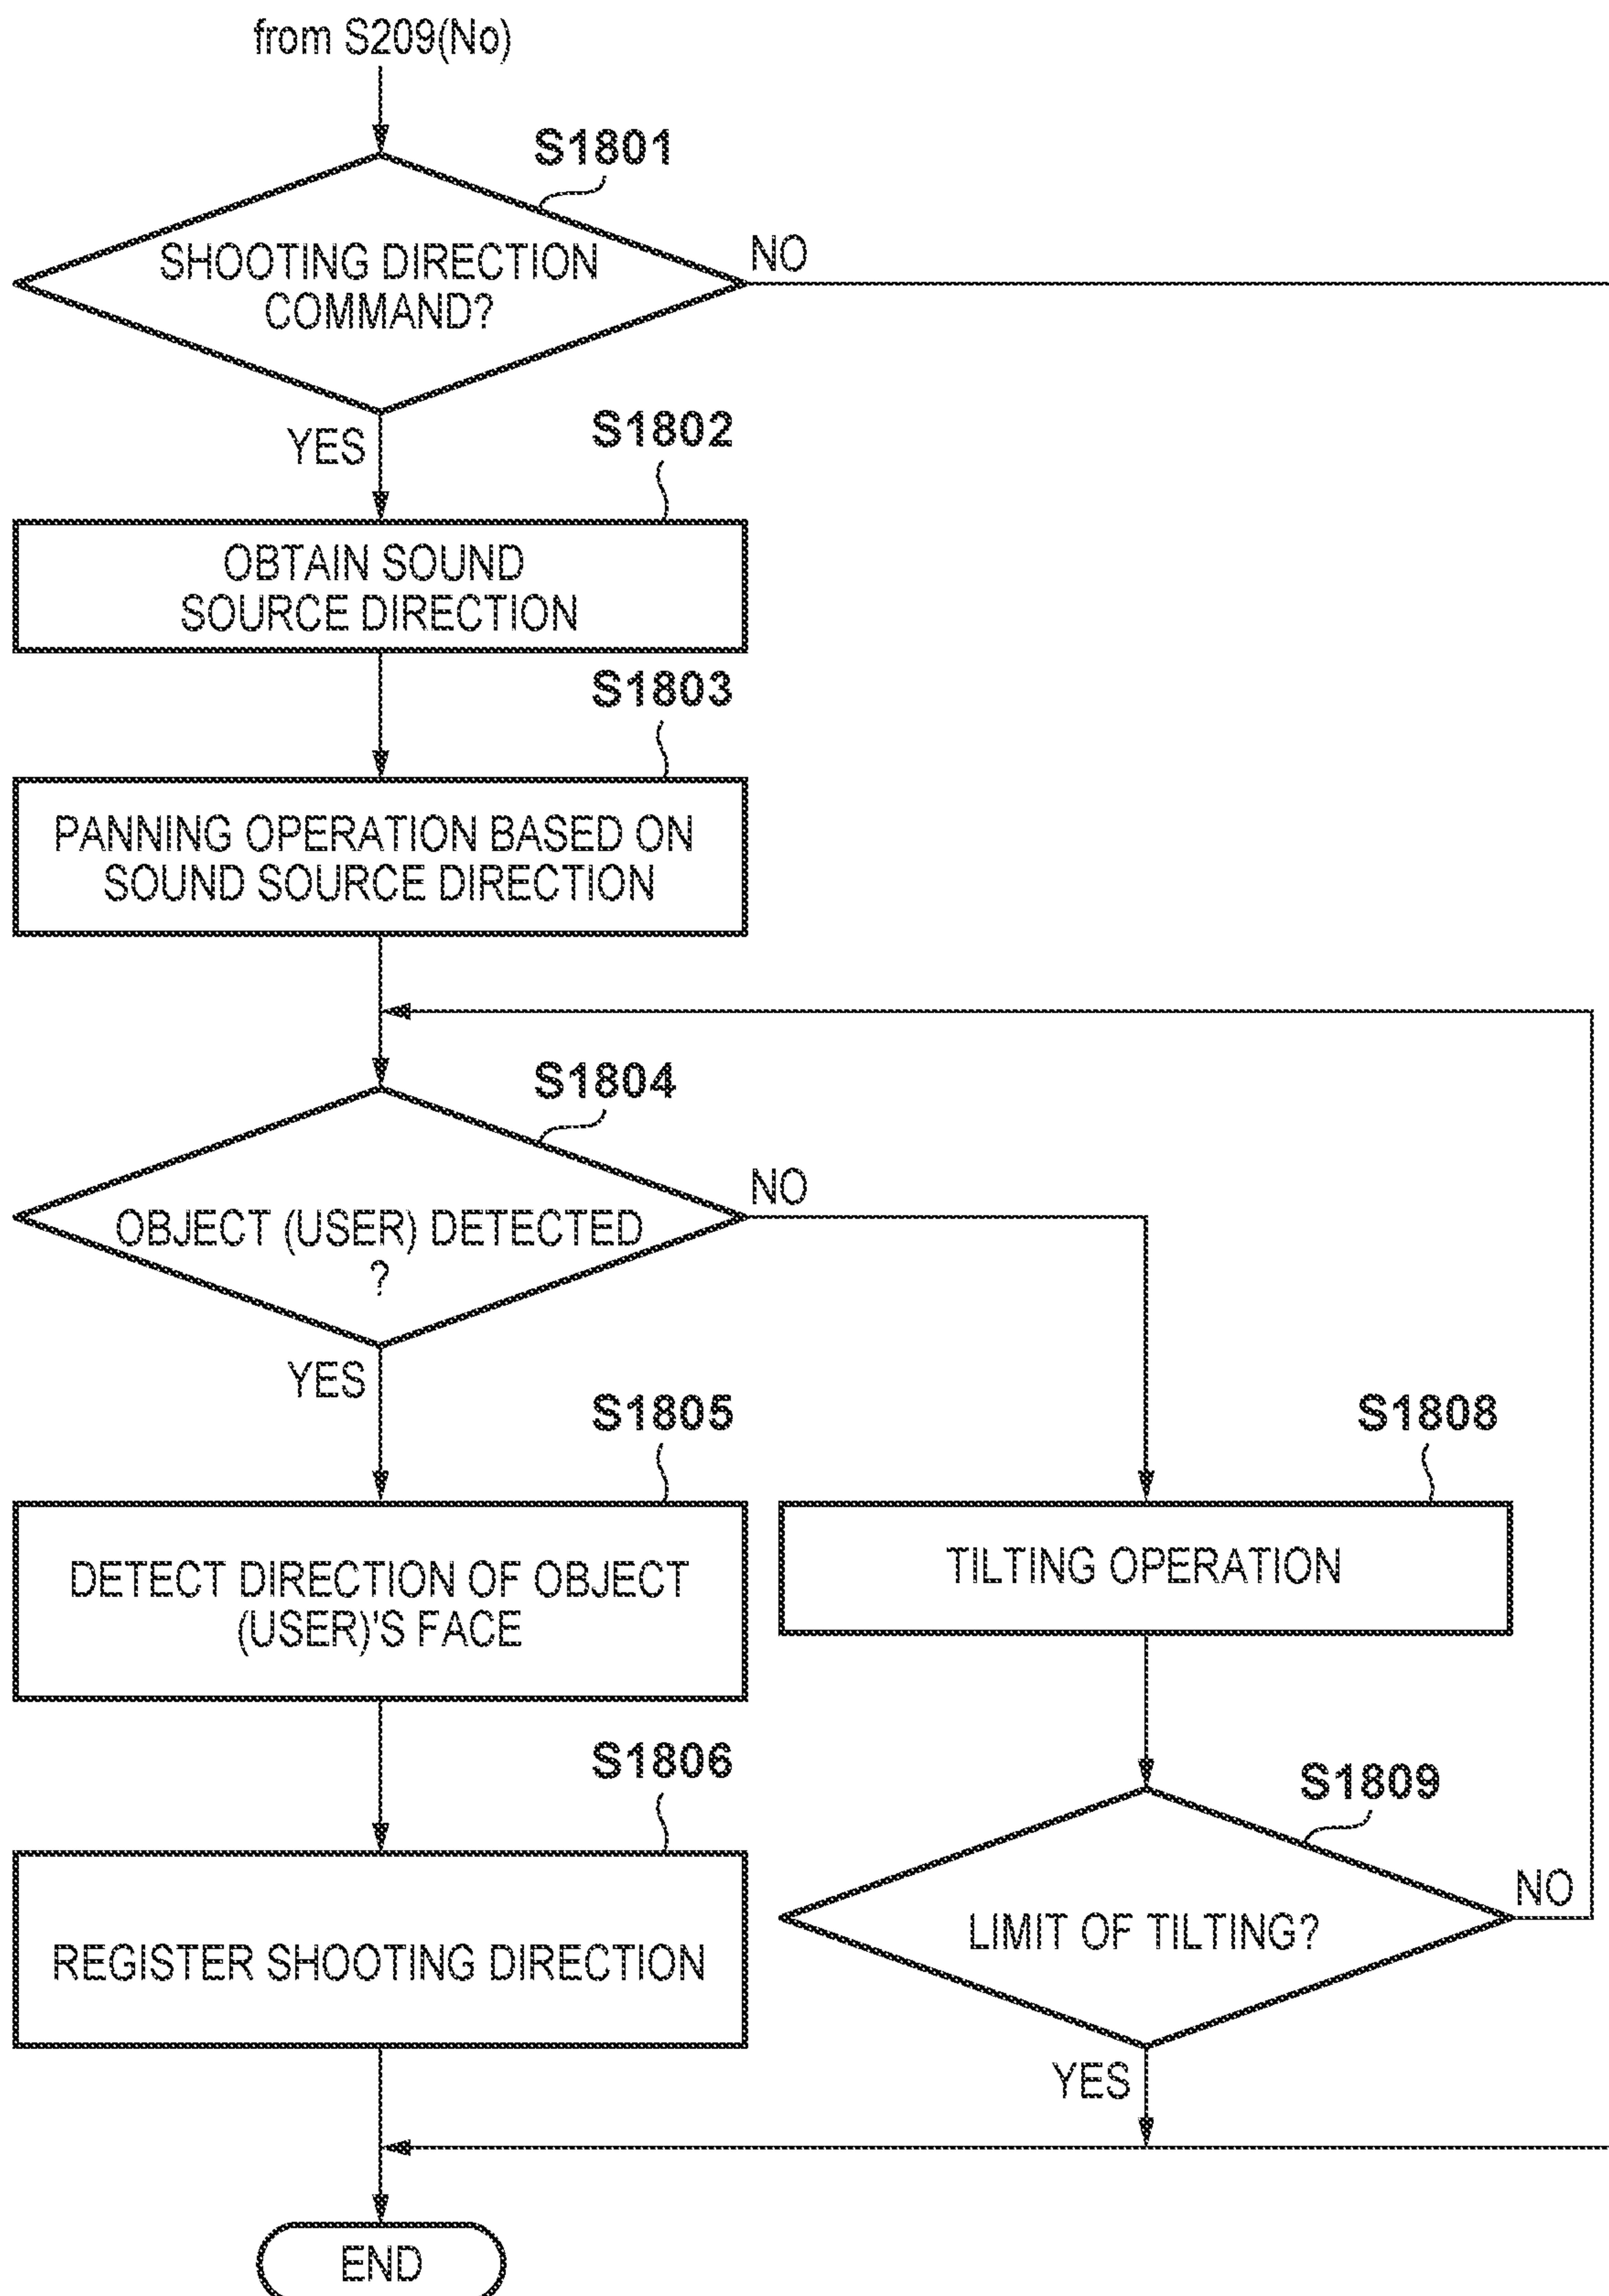 from S209(No)
S1801
SHOOTING DIRECTION
COMMAND?
NO
YES
S1802
OBTAIN SOUND
SOURCE DIRECTION
S1803
PANNING OPERATION BASED ON
SOUND SOURCE DIRECTION
S1804
OBJECT (USER) DETECTED
?
NO
YES
S1805
DETECT DIRECTION OF OBJECT
(USER)'S FACE
S1808
TILTING OPERATION
S1806
REGISTER SHOOTING DIRECTION
S1809
LIMIT OF TILTING?
NO
YES
END